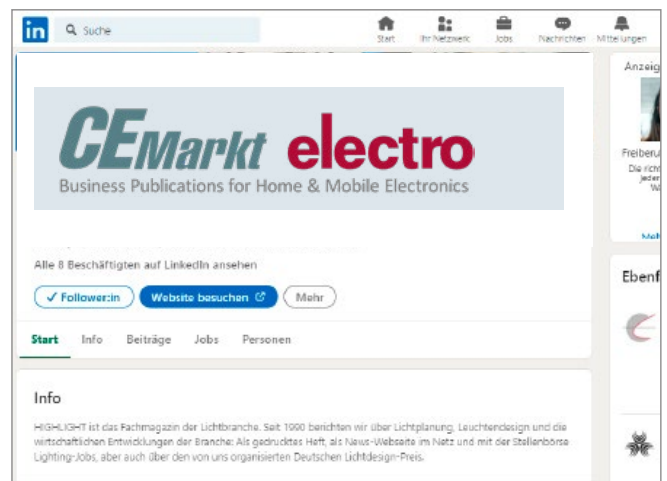 in Suche
Start Ihr Netzwerk Jobs Nachrichten Mitteilungen
Anzeig
CEMarkt electro
Business Publications for Home & Mobile Electronics
Freiberu
Die rich
jeder
Alle 8 Beschäftigten auf LinkedIn ansehen
Follower:in Website besuchen Mehr
Ebenf
Start Info Beiträge Jobs Personen
Info
HIGHLIGHT ist das Fachmagazin der Lichtbranche. Seit 1990 berichten wir über Lichtplanung, Leuchtendesign und die
wirtschaftlichen Entwicklungen der Branche: Als gedrucktes Heft, als News-Webseite im Netz und mit der Stellenbörse
Lighting-Jobs, aber auch über den von uns organisierten Deutschen Lichtdesign-Preis.